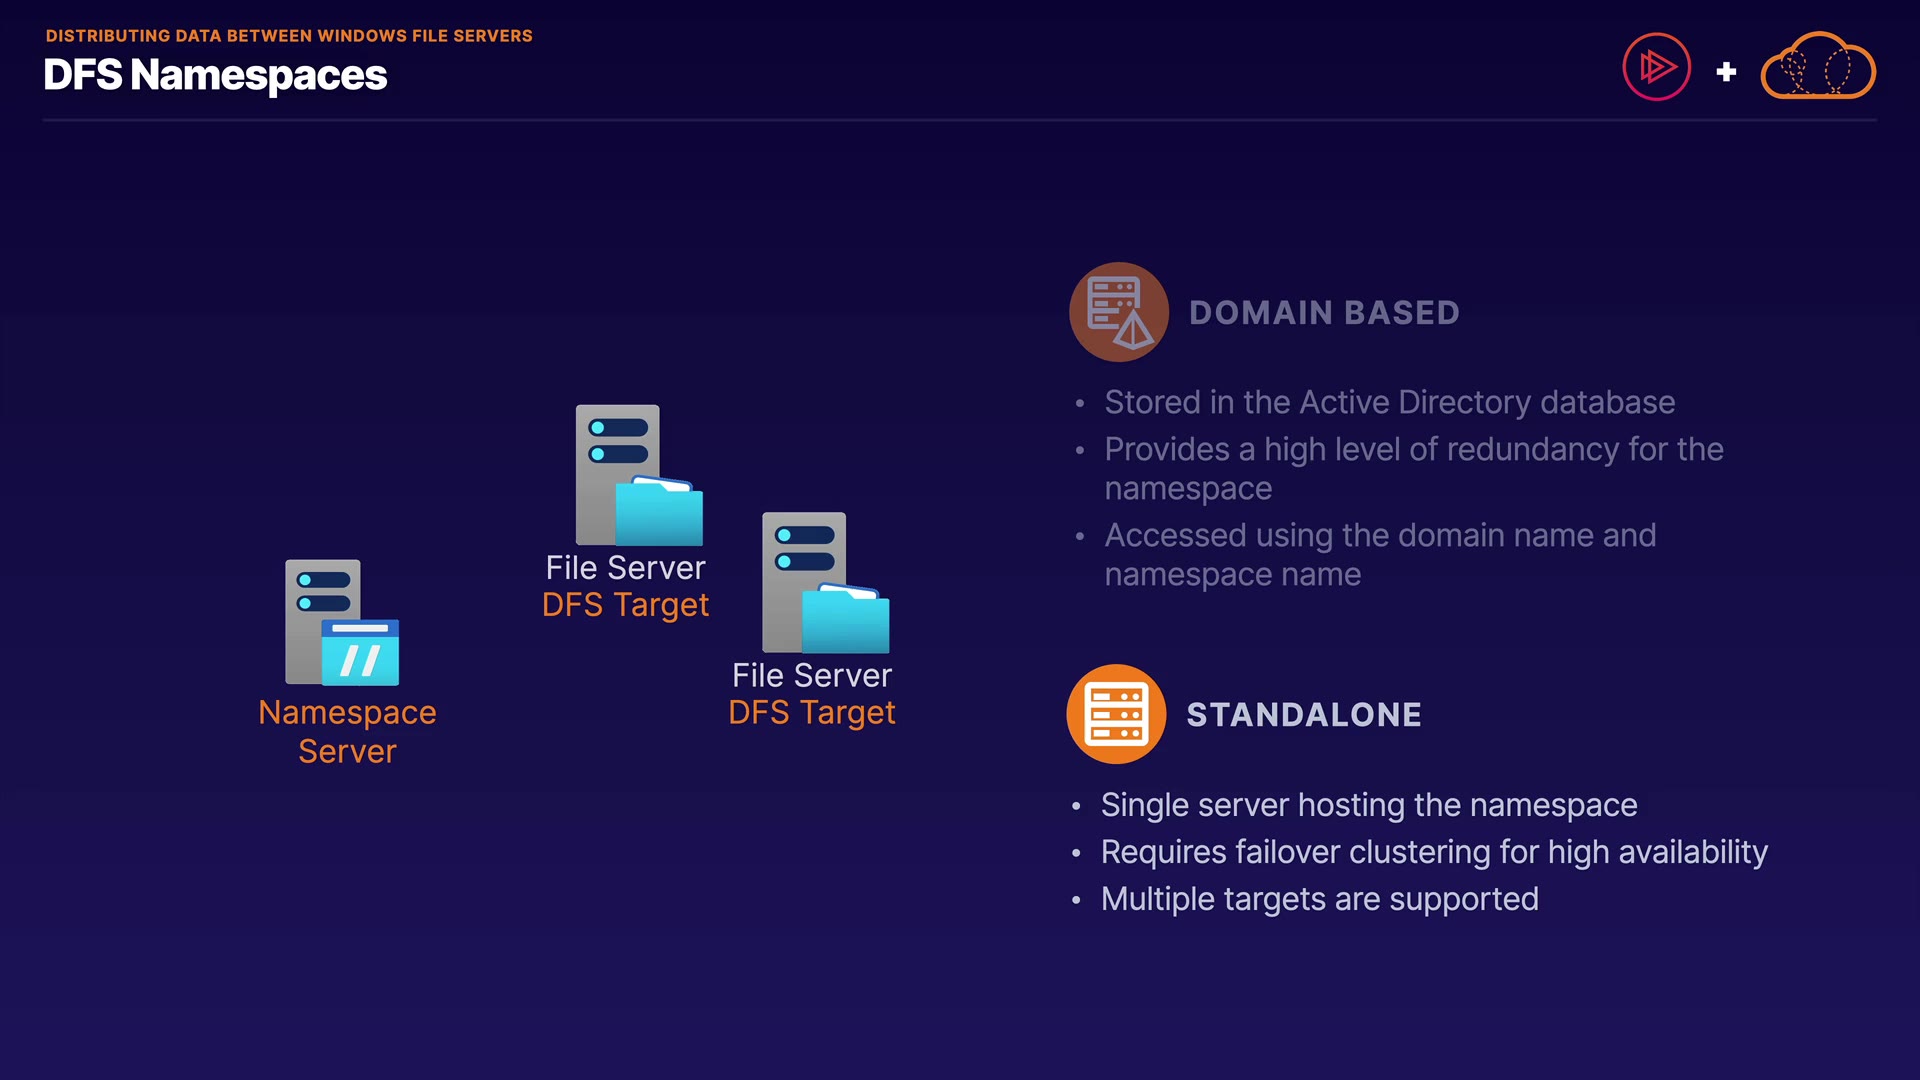 DISTRIBUTING DATA BETWEEN WINDOWS FILE SERVERS
DFS Namespaces
File Server
DFS Target
File Server
DFS Target
Namespace
Server
DOMAIN BASED
• Stored in the Active Directory database
• Provides a high level of redundancy for the
namespace
• Accessed using the domain name and
namespace name
STANDALONE
• Single server hosting the namespace
• Requires failover clustering for high availability
• Multiple targets are supported